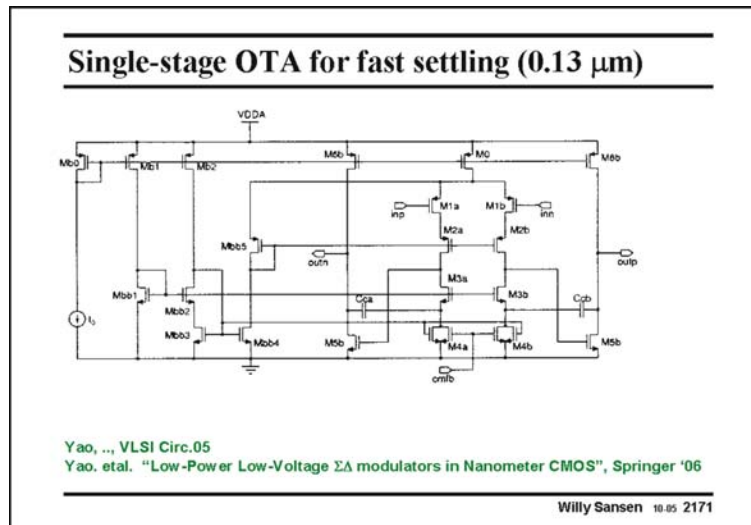 Single-stage OTA for fast settling (0.13 μm)
VDDA
Mb0
Mb1
Mb2
M6b
M0
M6b
inp
M1a
M1b
inn
M2a
M2b
Mbb5
outn
outp
M3a
M3b
Mbb1
Mbb2
Cca
Ccb
Mbb3
Mbb4
M5b
M4a
M4b
M5b
cmfb
Yao, .., VLSI Circ.05
Yao. etal. “Low-Power Low-Voltage ΣΔ modulators in Nanometer CMOS”, Springer ‘06
Willy Sansen 10-05 2171